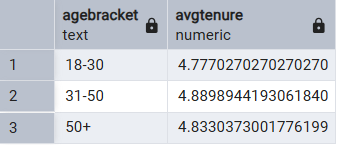 agebracket avgtenure
text numeric
1 18-30 4.7770270270270270
2 31-50 4.8898944193061840
3 50+ 4.8330373001776199